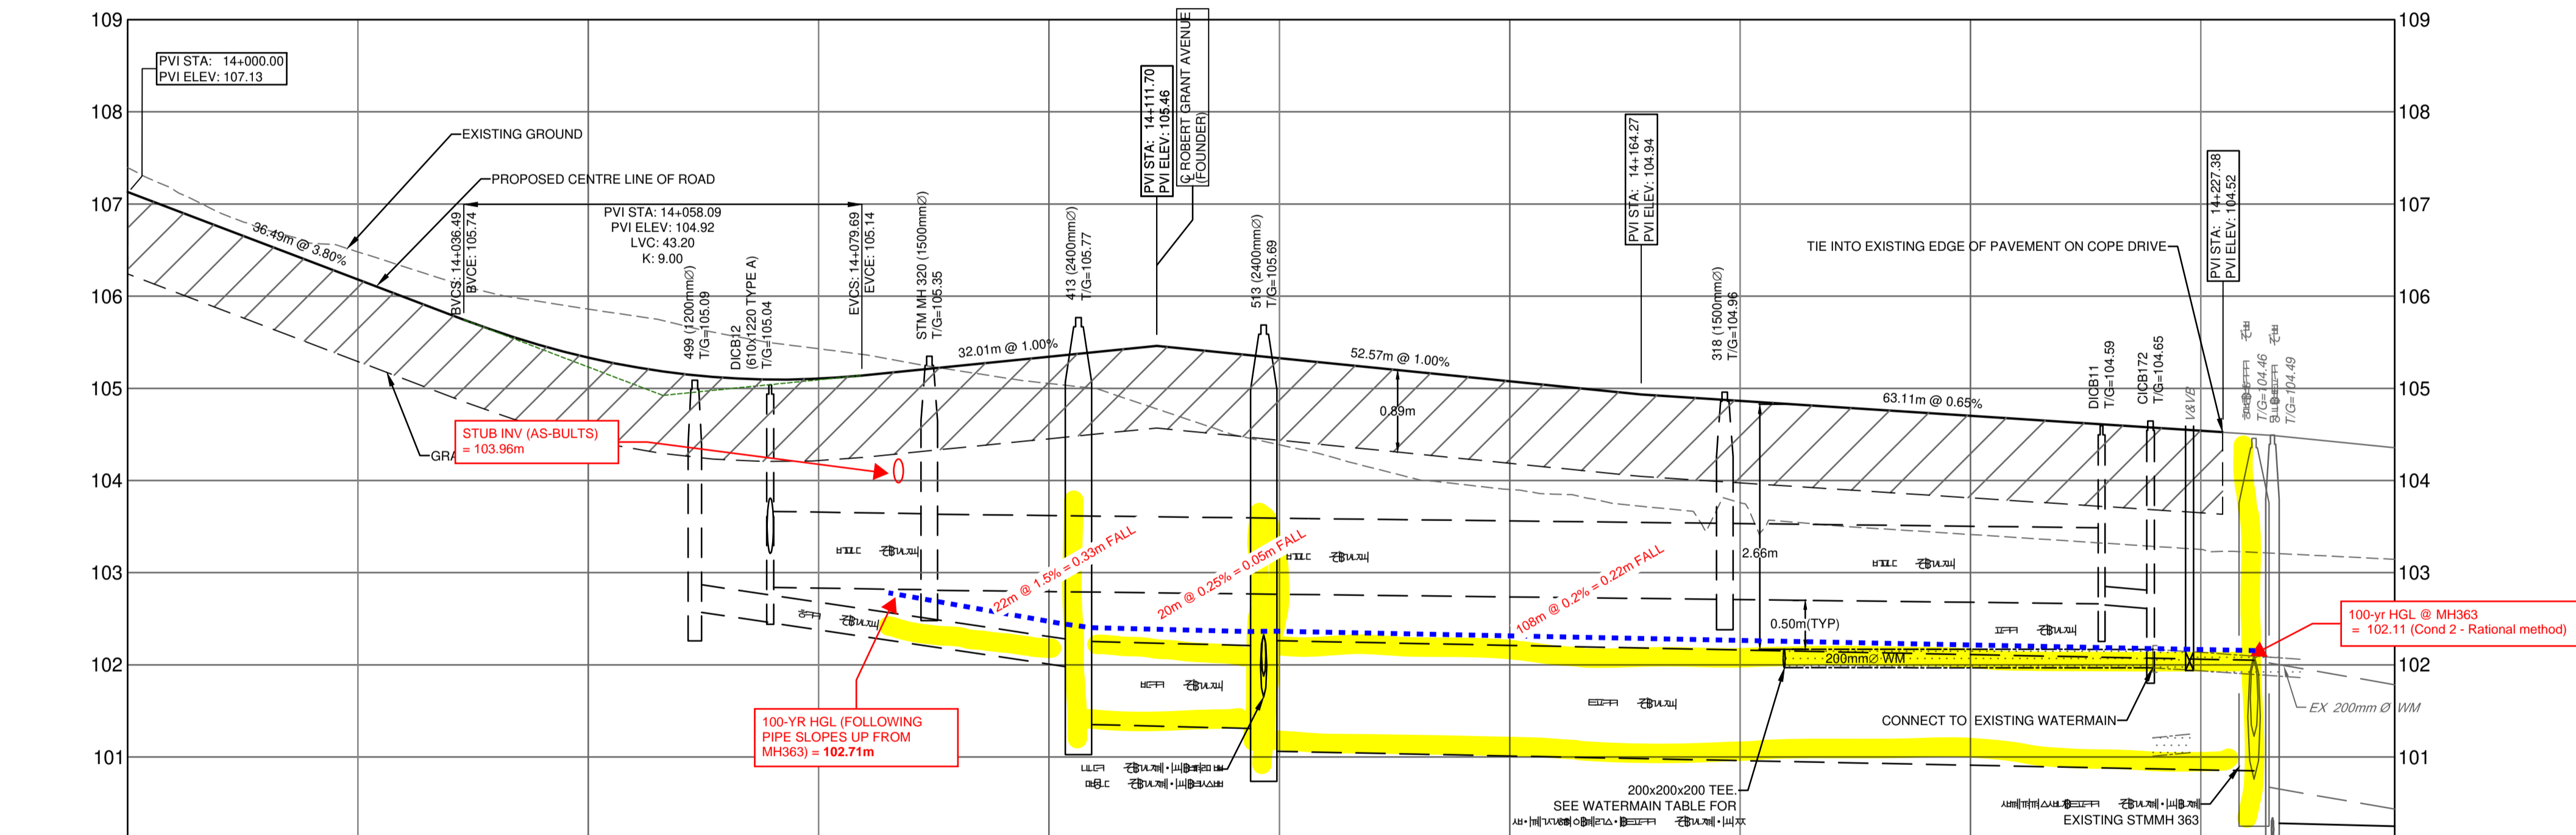 109
109
108
108
107
107
106
106
105
105
104
104
103
103
102
102
101
101
PVI STA: 14+000.00
PVI ELEV: 107.13
EXISTING GROUND
PROPOSED CENTRE LINE OF ROAD
36.49m @ 3.80%
BVCS: 14+036.49
BVCE: 105.74
PVI STA: 14+058.09
PVI ELEV: 104.92
LVC: 43.20
K: 9.00
EVCS: 14+079.69
EVCE: 105.14
499 (1200mmØ)
T/G=105.09
DICB12
(610x1220 TYPE A)
T/G=105.04
STM MH 320 (1500mmØ)
T/G=105.35
32.01m @ 1.00%
413 (2400mmØ)
T/G=105.77
PVI STA: 14+111.70
PVI ELEV: 105.46
℄ ROBERT GRANT AVENUE
(FOUNDER)
513 (2400mmØ)
T/G=105.69
52.57m @ 1.00%
0.89m
PVI STA: 14+164.27
PVI ELEV: 104.94
318 (1500mmØ)
T/G=104.96
63.11m @ 0.65%
TIE INTO EXISTING EDGE OF PAVEMENT ON COPE DRIVE
DICB11
T/G=104.59
CICB172
T/G=104.65
V&VB
PVI STA: 14+227.38
PVI ELEV: 104.52
T/G=104.46
T/G=104.49
GRA
STUB INV (AS-BULTS)
= 103.96m
22m @ 1.5% = 0.33m FALL
20m @ 0.25% = 0.05m FALL
108m @ 0.2% = 0.22m FALL
2.66m
0.50m(TYP)
200mmØ WM
100-yr HGL @ MH363
= 102.11 (Cond 2 - Rational method)
100-YR HGL (FOLLOWING
PIPE SLOPES UP FROM
MH363) = 102.71m
CONNECT TO EXISTING WATERMAIN
EX 200mm Ø WM
200x200x200 TEE.
SEE WATERMAIN TABLE FOR
EXISTING STMMH 363